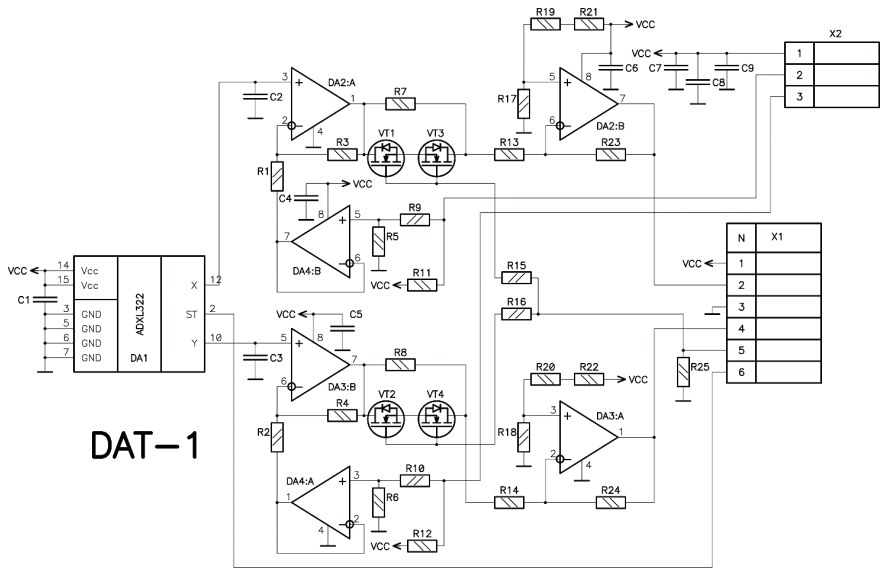 R19 R21
VCC
X2
VCC
1
2
3
C7 C8 C9
C6
8
5
R17
7
6
DA2:B
3
DA2:A
R7
1
C2
2
4
R3
VT1 VT3
R13
R23
R1
VCC
C4
8
5
R9
R5
7
6
DA4:B
VCC
R11
N X1
VCC
1
2
3
4
5
6
R15
R16
R25
VCC
14 Vcc
15 Vcc
C1
3 GND
5 GND
6 GND
7 GND
ADXL322
DA1
X 12
ST 2
Y 10
VCC
C5
8
5
C3
7
R8
6
DA3:B
R4
VT2 VT4
R2
R20 R22
VCC
3
DA3:A
R18
1
2
4
DAT-1
DA4:A
3
R10
1
R6
2
4
VCC
R12
R14
R24